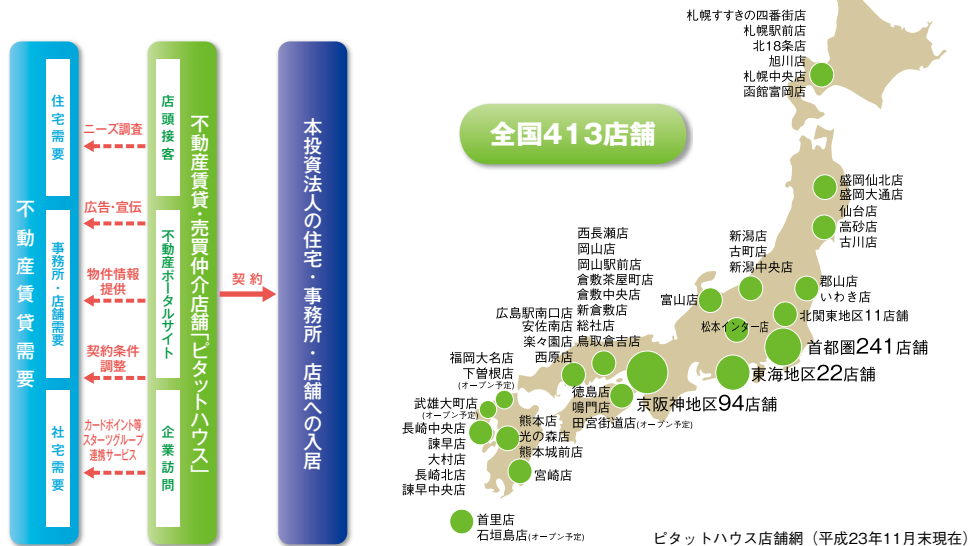 不動産賃貸需要
住宅需要
事務所・店舗需要
社宅需要
ニーズ調査
広告・宣伝
物件情報
提供
契約条件
調整
カードポイント等
スターツグループ
連携サービス
店頭接客
不動産ポータルサイト
企業訪問
不動産賃貸・売買仲介店舗「ピタットハウス」
契約
本投資法人の住宅・事務所・店舗への入居
全国413店舗
札幌すすきの四番街店
札幌駅前店
北18条店
旭川店
札幌中央店
函館富岡店
盛岡仙北店
盛岡大通店
仙台店
高砂店
古川店
新潟店
古町店
新潟中央店
郡山店
いわき店
富山店
北関東地区11店舗
松本インター店
首都圏241店舗
東海地区22店舗
京阪神地区94店舗
西長瀬店
岡山店
岡山駅前店
倉敷茶屋町店
倉敷中央店
新倉敷店
総社店
鳥取倉吉店
広島駅南口店
安佐南店
楽々園店
西原店
徳島店
鳴門店
田宮街道店(オープン予定)
福岡大名店
下曽根店
(オープン予定)
武雄大町店
(オープン予定)
長崎中央店
諫早店
大村店
長崎北店
諫早中央店
熊本店
光の森店
熊本城前店
宮崎店
首里店
石垣島店(オープン予定)
ピタットハウス店舗網（平成23年11月末現在）